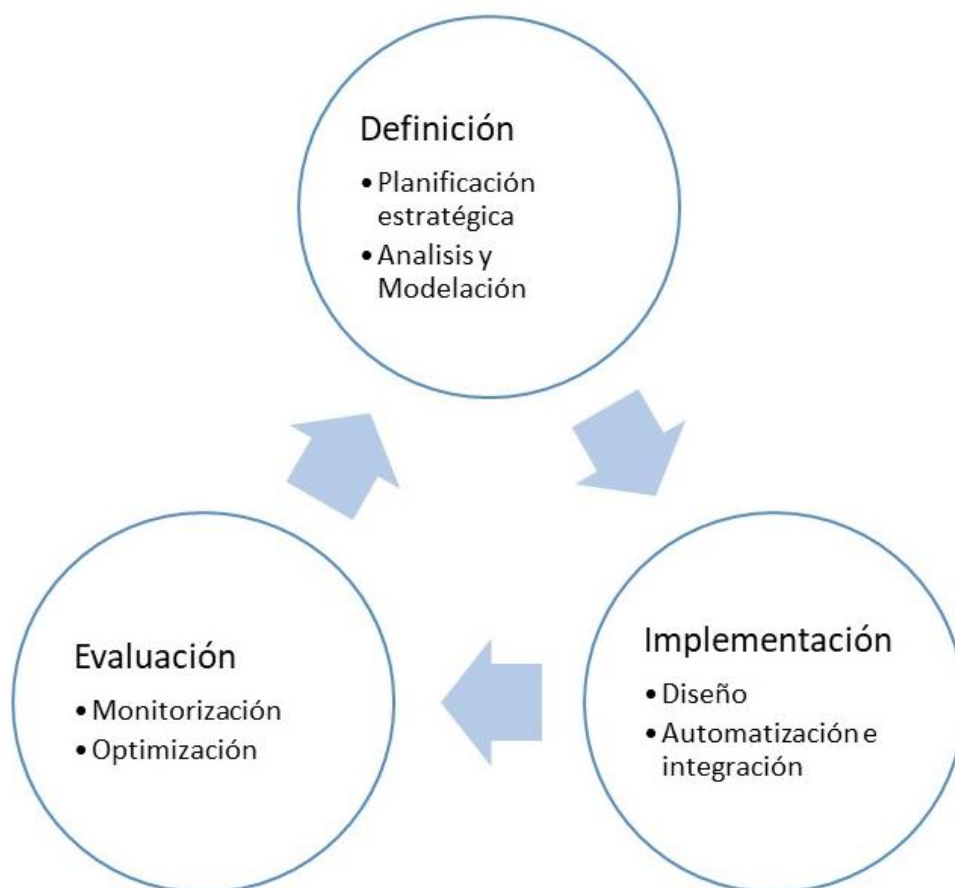 Definición
• Planificación
estratégica
• Analisis y
Modelación
Implementación
• Diseño
• Automatización e
integración
Evaluación
• Monitorización
• Optimización